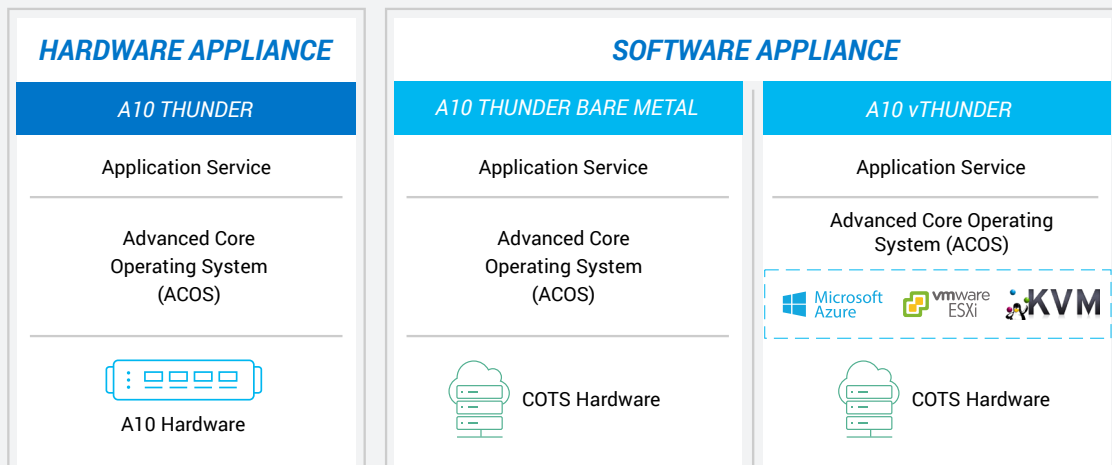 HARDWARE APPLIANCE
A10 THUNDER
Application Service
Advanced Core
Operating System
(ACOS)
A10 Hardware
SOFTWARE APPLIANCE
A10 THUNDER BARE METAL
Application Service
Advanced Core
Operating System
(ACOS)
COTS Hardware
A10 vTHUNDER
Application Service
Advanced Core Operating
System (ACOS)
Microsoft
Azure
vmware
ESXi
KVM
COTS Hardware